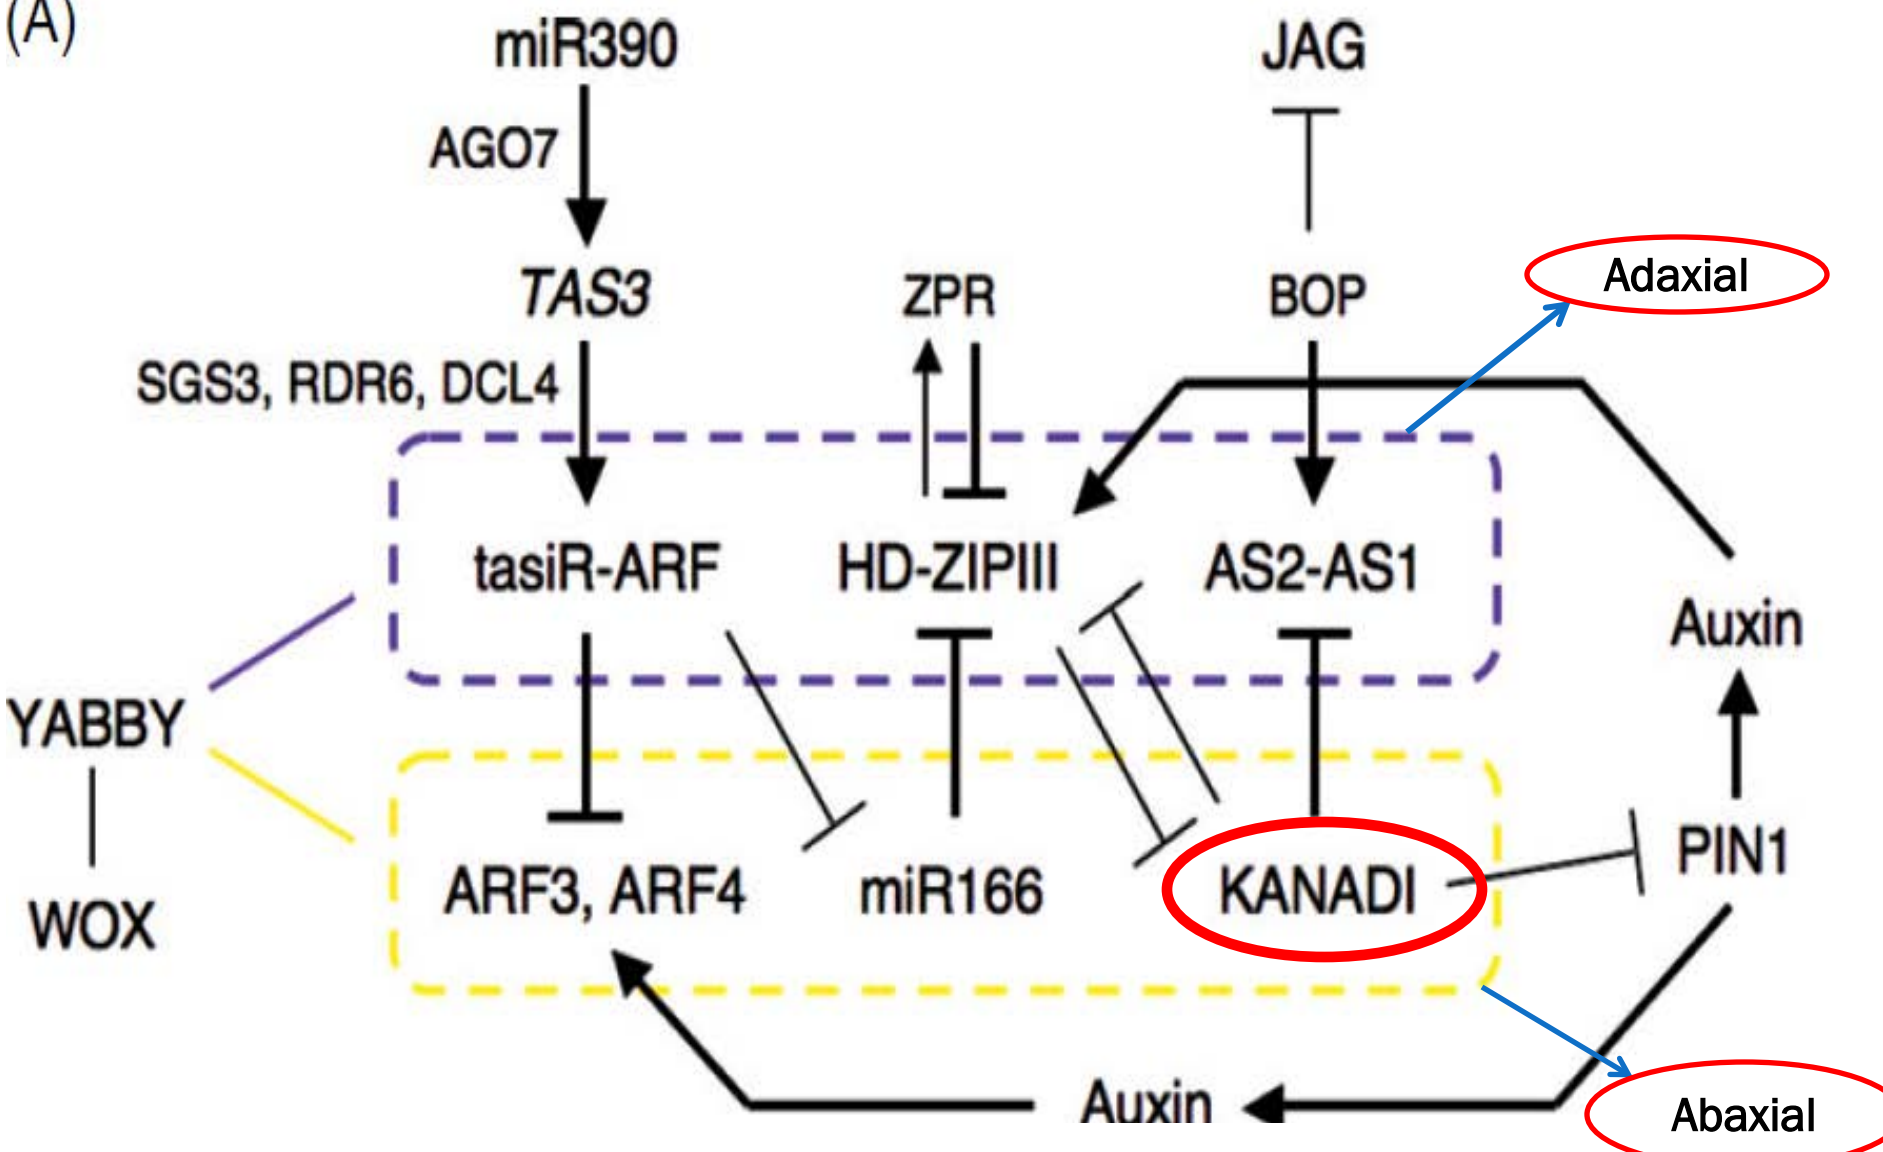 (A)
miR390
JAG
AGO7
Adaxial
TAS3
ZPR
BOP
SGS3, RDR6, DCL4
tasiR-ARF
HD-ZIPIII
AS2-AS1
Auxin
YABBY
PIN1
ARF3, ARF4
miR166
KANADI
WOX
Auxin
Abaxial